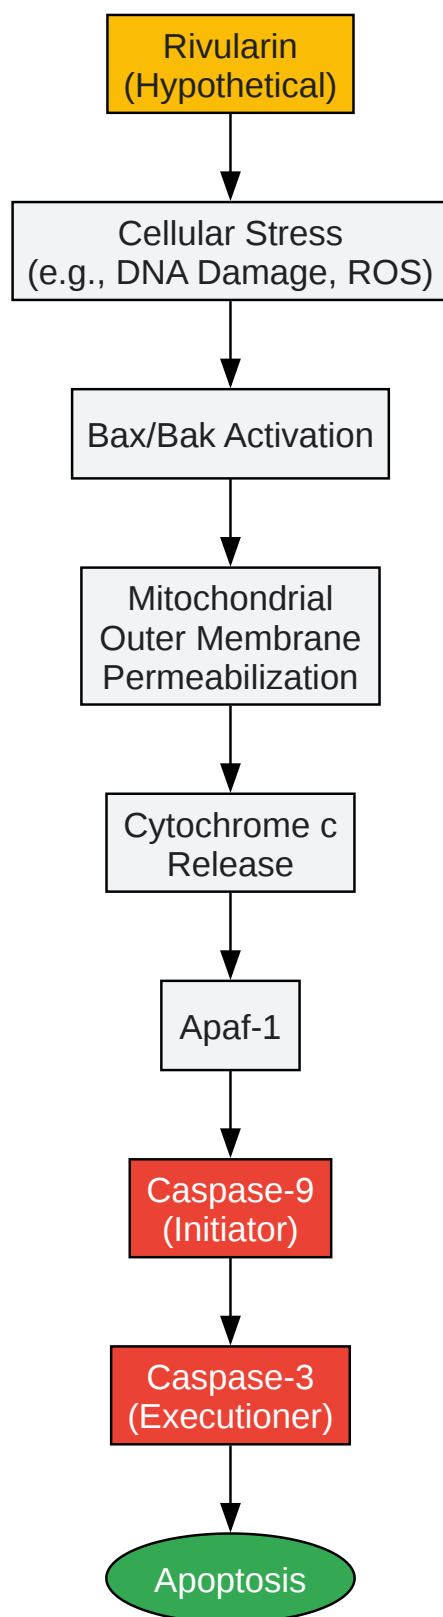 Rivularin
(Hypothetical)
Cellular Stress
(e.g., DNA Damage, ROS)
Bax/Bak Activation
Mitochondrial
Outer Membrane
Permeabilization
Cytochrome c
Release
Apaf-1
Caspase-9
(Initiator)
Caspase-3
(Executioner)
Apoptosis